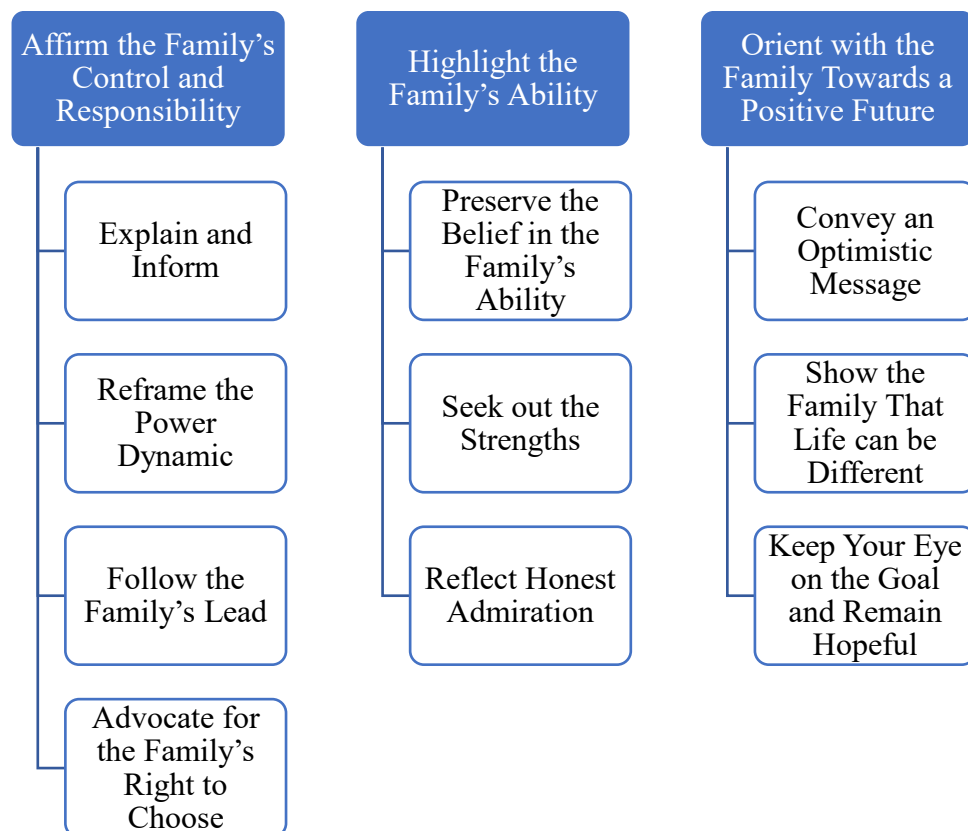 Affirm the Family’s
Control and
Responsibility
Explain and
Inform
Reframe the
Power
Dynamic
Follow the
Family’s Lead
Advocate for
the Family’s
Right to
Choose
Highlight the
Family’s Ability
Preserve the
Belief in the
Family’s
Ability
Seek out the
Strengths
Reflect Honest
Admiration
Orient with the
Family Towards a
Positive Future
Convey an
Optimistic
Message
Show the
Family That
Life can be
Different
Keep Your Eye
on the Goal
and Remain
Hopeful